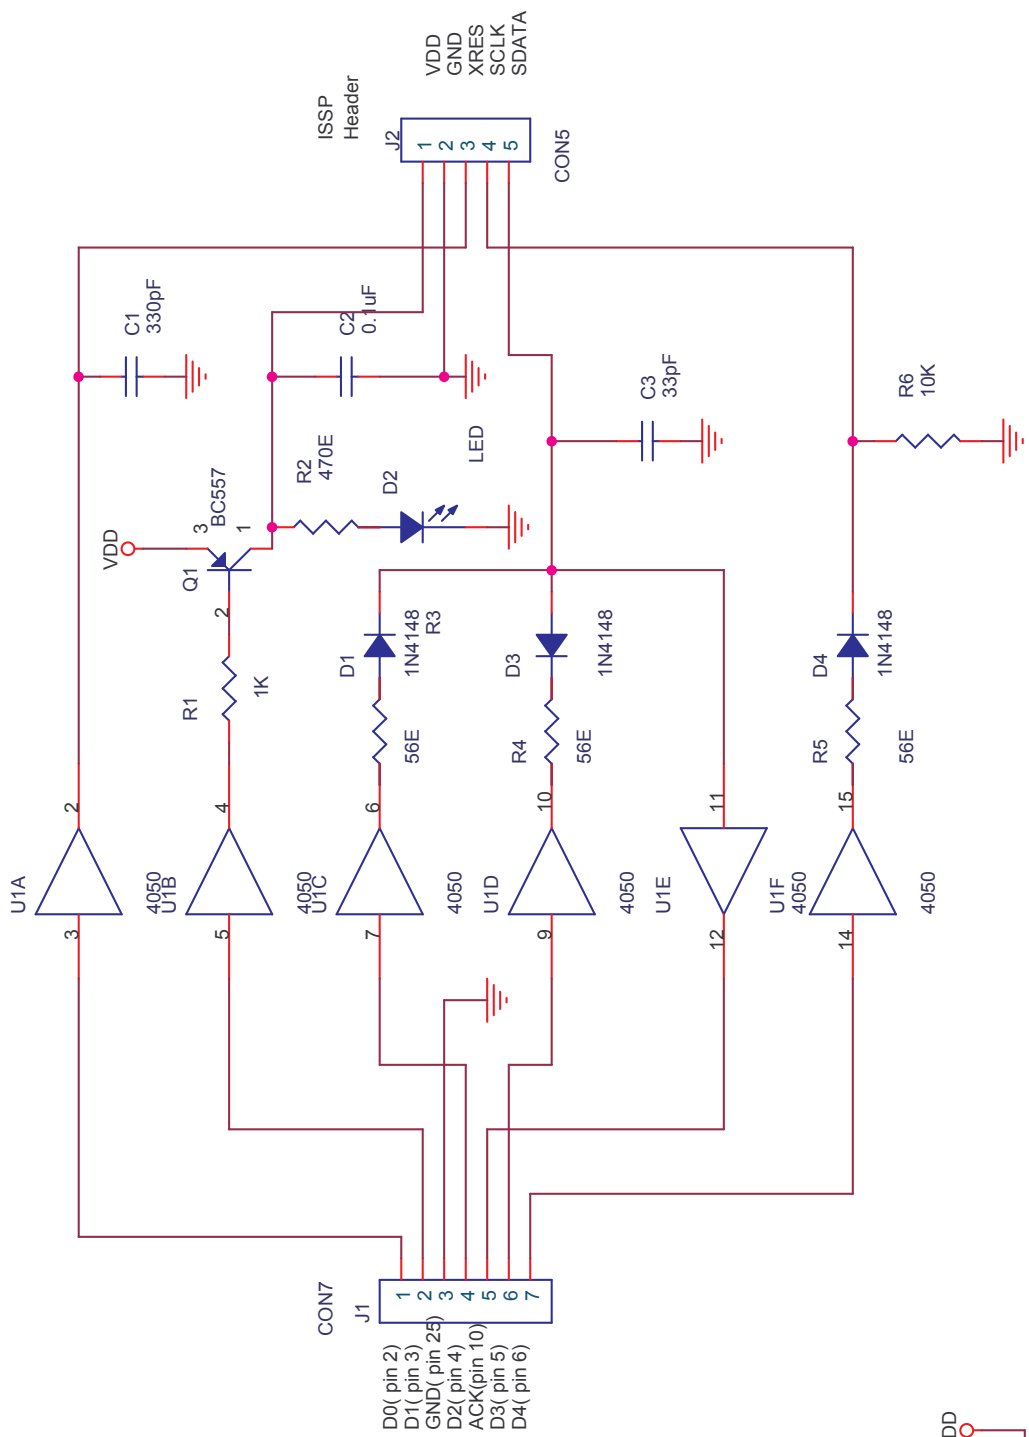 ISSP
Header
VDD
GND
XRES
SCLK
SDATA
J2
1
2
3
4
5
CON5
C1
330pF
C2
0.1uF
C3
33pF
R6
10K
VDD
3
BC557
1
Q1
2
R2
470E
D2
LED
R1
1K
D1
1N4148
R3
56E
D3
1N4148
R4
56E
D4
1N4148
R5
56E
U1A
3
2
4050
U1B
5
4
4050
U1C
7
6
4050
U1D
9
10
4050
U1E
12
11
4050
U1F
14
15
4050
CON7
J1
1
2
3
4
5
6
7
D0( pin 2)
D1( pin 3)
GND( pin 25)
D2( pin 4)
ACK(pin 10)
D3( pin 5)
D4( pin 6)
DD